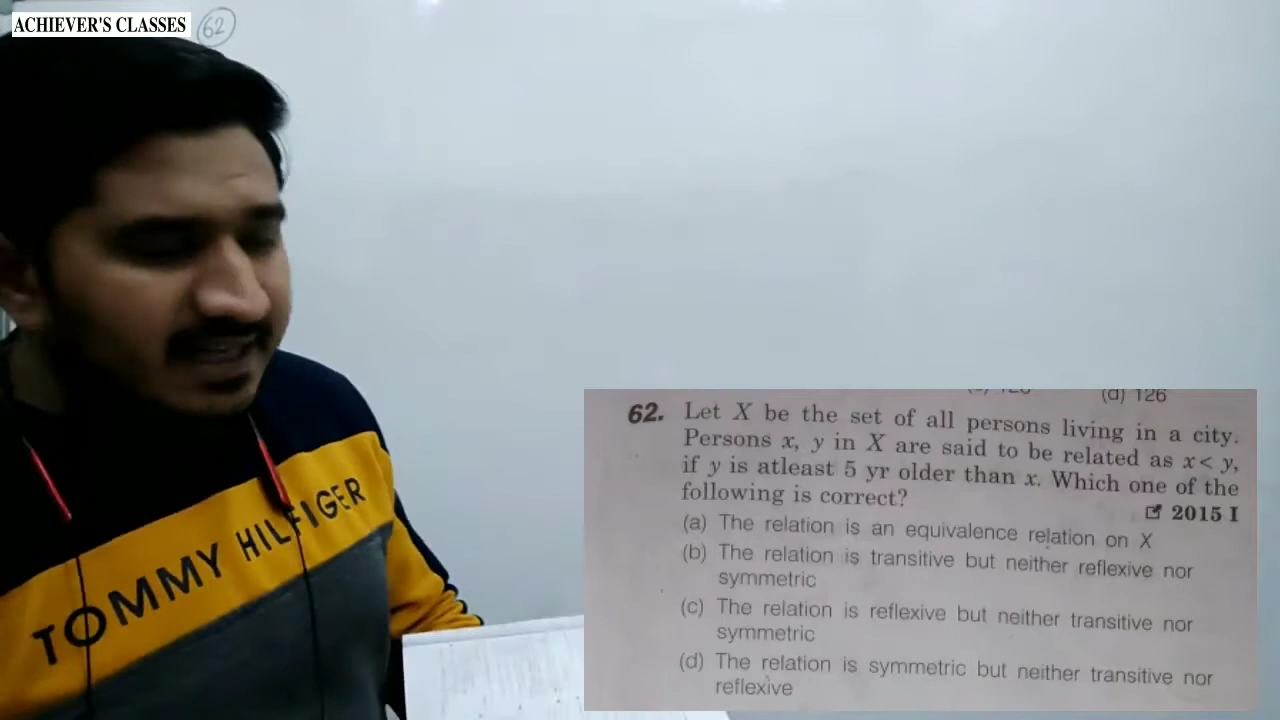 ACHIEVER'S CLASSES
62
TOMMY HILFIGER
(d) 126
62. Let X be the set of all persons living in a city.
Persons x, y in X are said to be related as x < y,
if y is atleast 5 yr older than x. Which one of the
following is correct?
2015 I
(a) The relation is an equivalence relation on X
(b) The relation is transitive but neither reflexive nor
symmetric
(c) The relation is reflexive but neither transitive nor
symmetric
(d) The relation is symmetric but neither transitive nor
reflexive